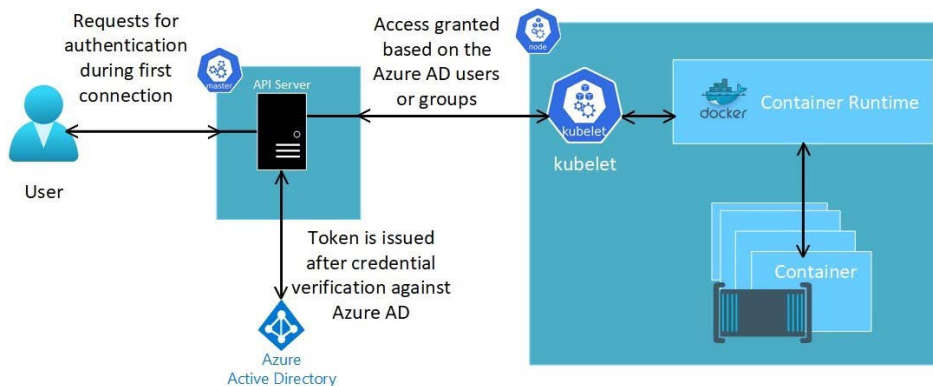 Requests for
authentication
during first
connection
User
master
API Server
Access granted
based on the
Azure AD users
or groups
Token is issued
after credential
verification against
Azure AD
Azure
Active Directory
node
kubelet
kubelet
docker
Container Runtime
Container